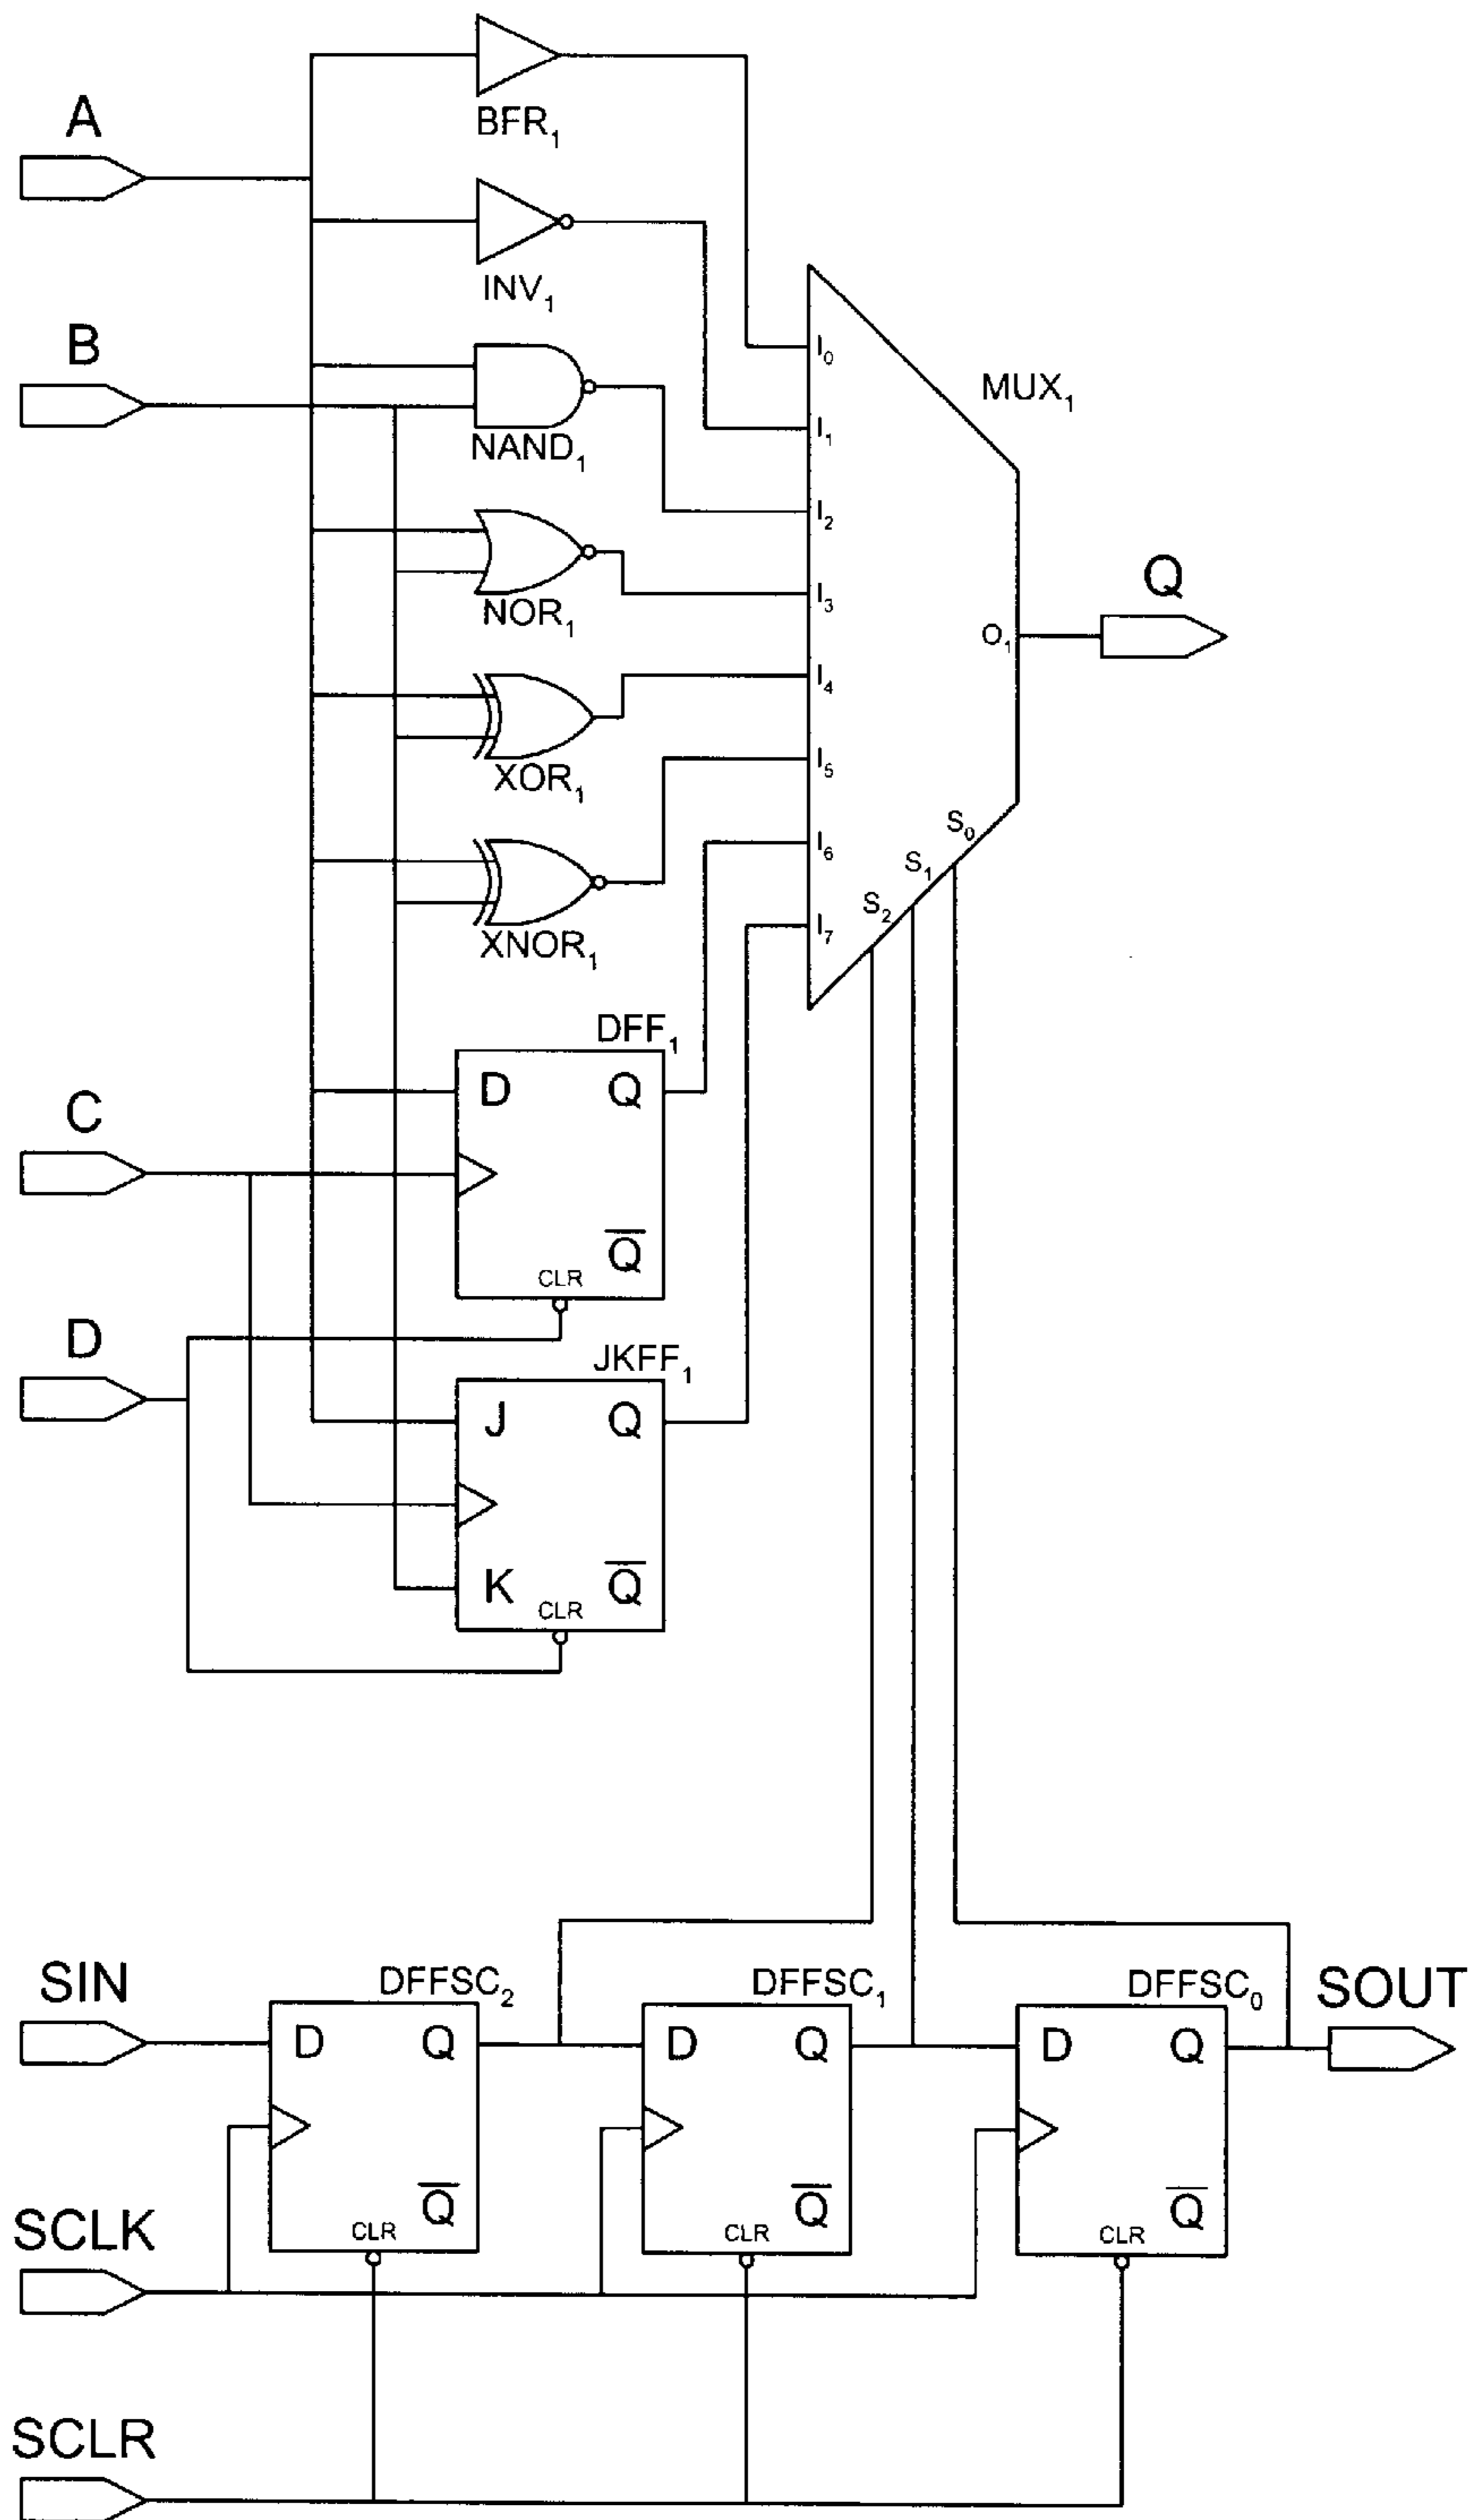 A
BFR₁
INV₁
B
NAND₁
NOR₁
XOR₁
XNOR₁
I₀
I₁
I₂
I₃
I₄
I₅
I₆
I₇
MUX₁
O₁
S₀
S₁
S₂
Q
C
DFF₁
D Q
Q̅
CLR
D
JKFF₁
J Q
K Q̅
CLR
SIN
DFFSC₂
D Q
Q̅
CLR
DFFSC₁
D Q
Q̅
CLR
DFFSC₀
D Q
Q̅
CLR
SOUT
SCLK
SCLR